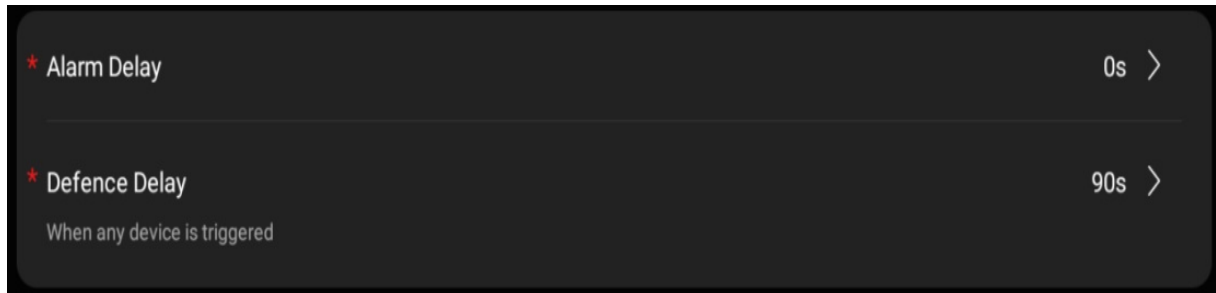 * Alarm Delay 0s >
* Defence Delay 90s >
When any device is triggered